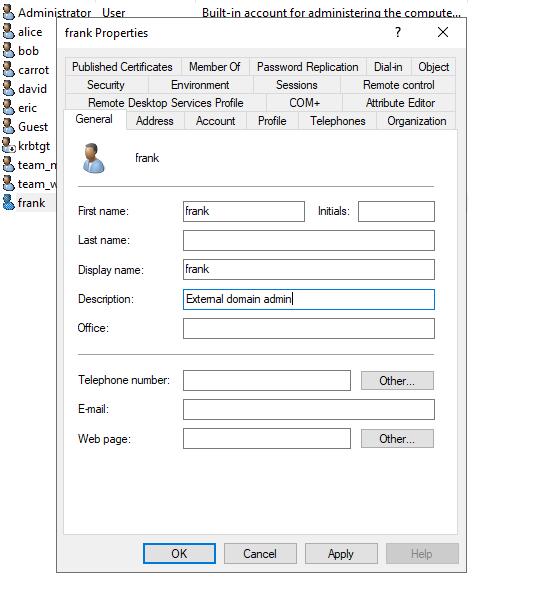 Administrator User Built-in account for administering the compute...
alice
bob
carrot
david
eric
Guest
krbtgt
team_n
team_w
frank
frank Properties
? X
Published Certificates Member Of Password Replication Dial-in Object
Security Environment Sessions Remote control
Remote Desktop Services Profile COM+ Attribute Editor
General Address Account Profile Telephones Organization
frank
First name: frank Initials:
Last name:
Display name: frank
Description: External domain admin
Office:
Telephone number: Other...
E-mail:
Web page: Other...
OK Cancel Apply Help